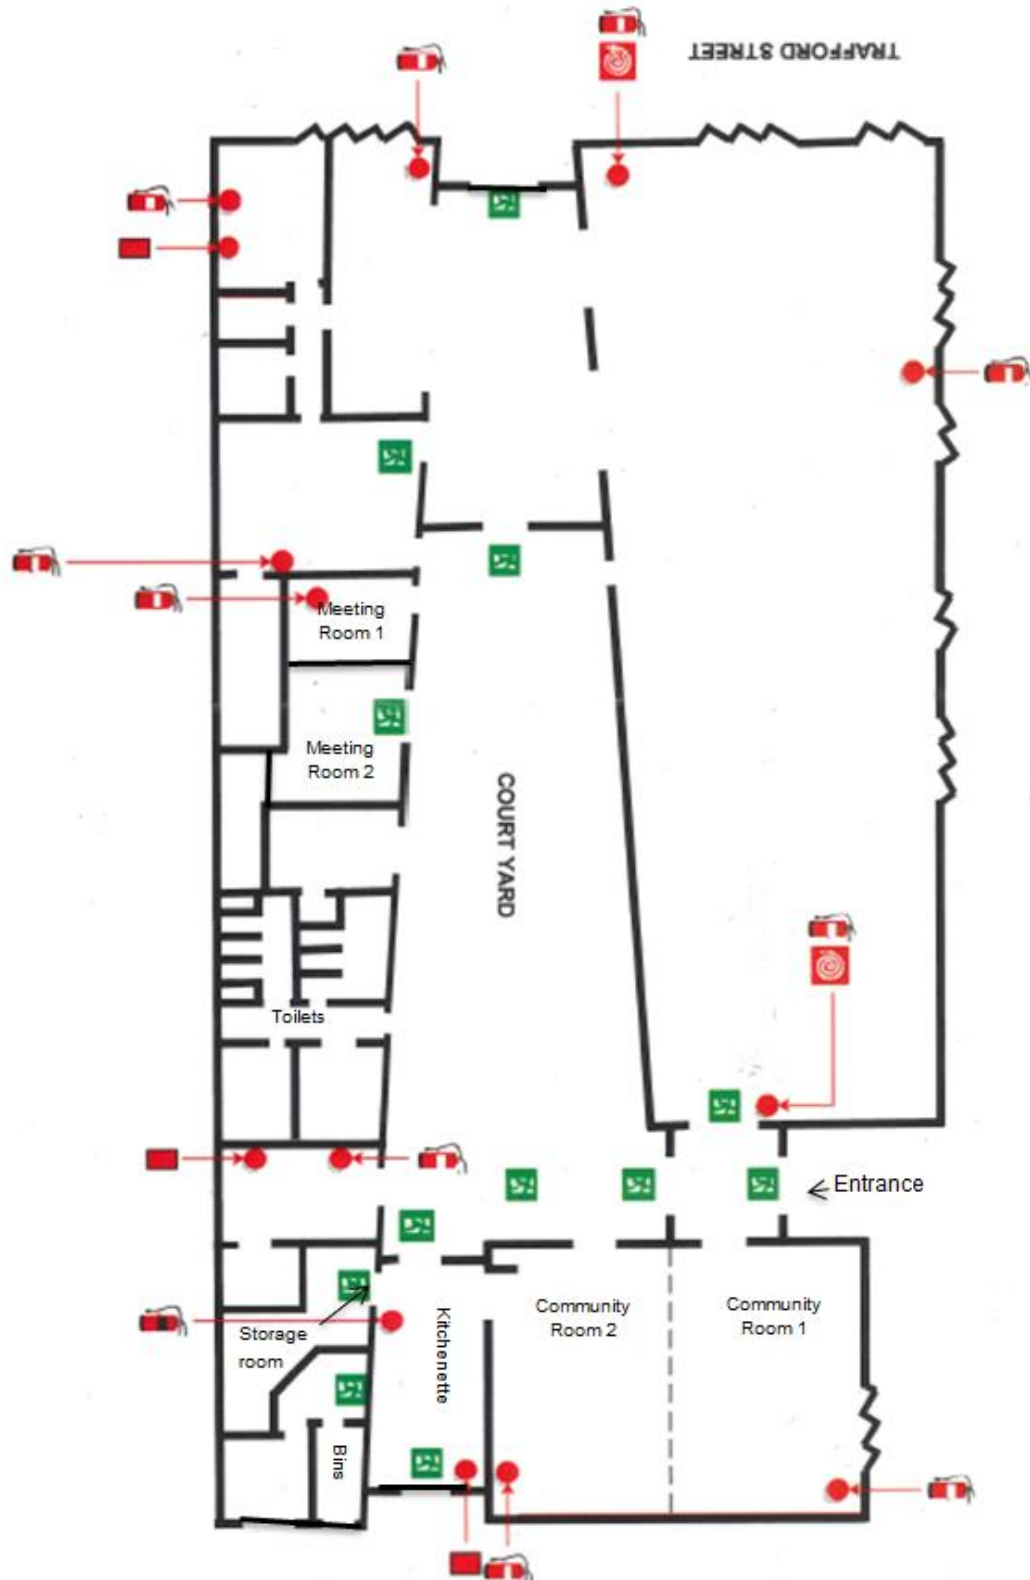 TRAFFORD STREET
Meeting
Room 1
Meeting
Room 2
COURT YARD
Toilets
Entrance
Storage
room
Kitchenette
Community
Room 2
Community
Room 1
Bins